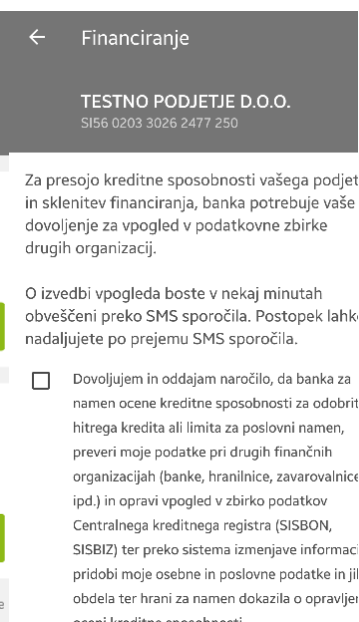 Financiranje
TESTNO PODJETJE D.O.O.
SI56 0203 3026 2477 250
Za presojo kreditne sposobnosti vašega podjet
in sklenitev financiranja, banka potrebuje vaše
dovoljenje za vpogled v podatkovne zbirke
drugih organizacij.
O izvedbi vpogleda boste v nekaj minutah
obveščeni preko SMS sporočila. Postopek lahko
nadaljujete po prejemu SMS sporočila.
Dovoljujem in oddajam naročilo, da banka za
namen ocene kreditne sposobnosti za odobrit
hitrega kredita ali limita za poslovni namen,
preveri moje podatke pri drugih finančnih
organizacijah (banke, hranilnice, zavarovalnice
ipd.) in opravi vpogled v zbirko podatkov
Centralnega kreditnega registra (SISBON,
SISBIZ) ter preko sistema izmenjave informaci
pridobi moje osebne in poslovne podatke in jih
obdela ter hrani za namen dokazila o opravljen
oceni kreditne sposobnosti